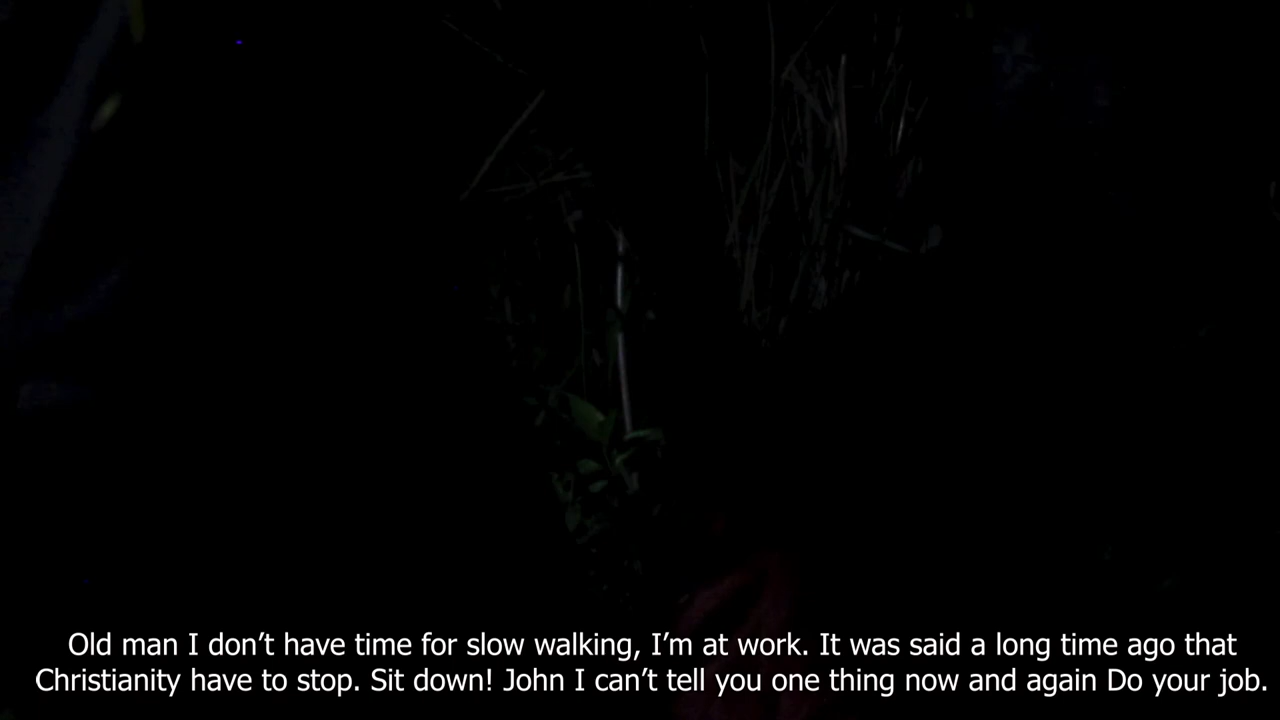 Old man I don’t have time for slow walking, I’m at work. It was said a long time ago that
Christianity have to stop. Sit down! John I can’t tell you one thing now and again Do your job.